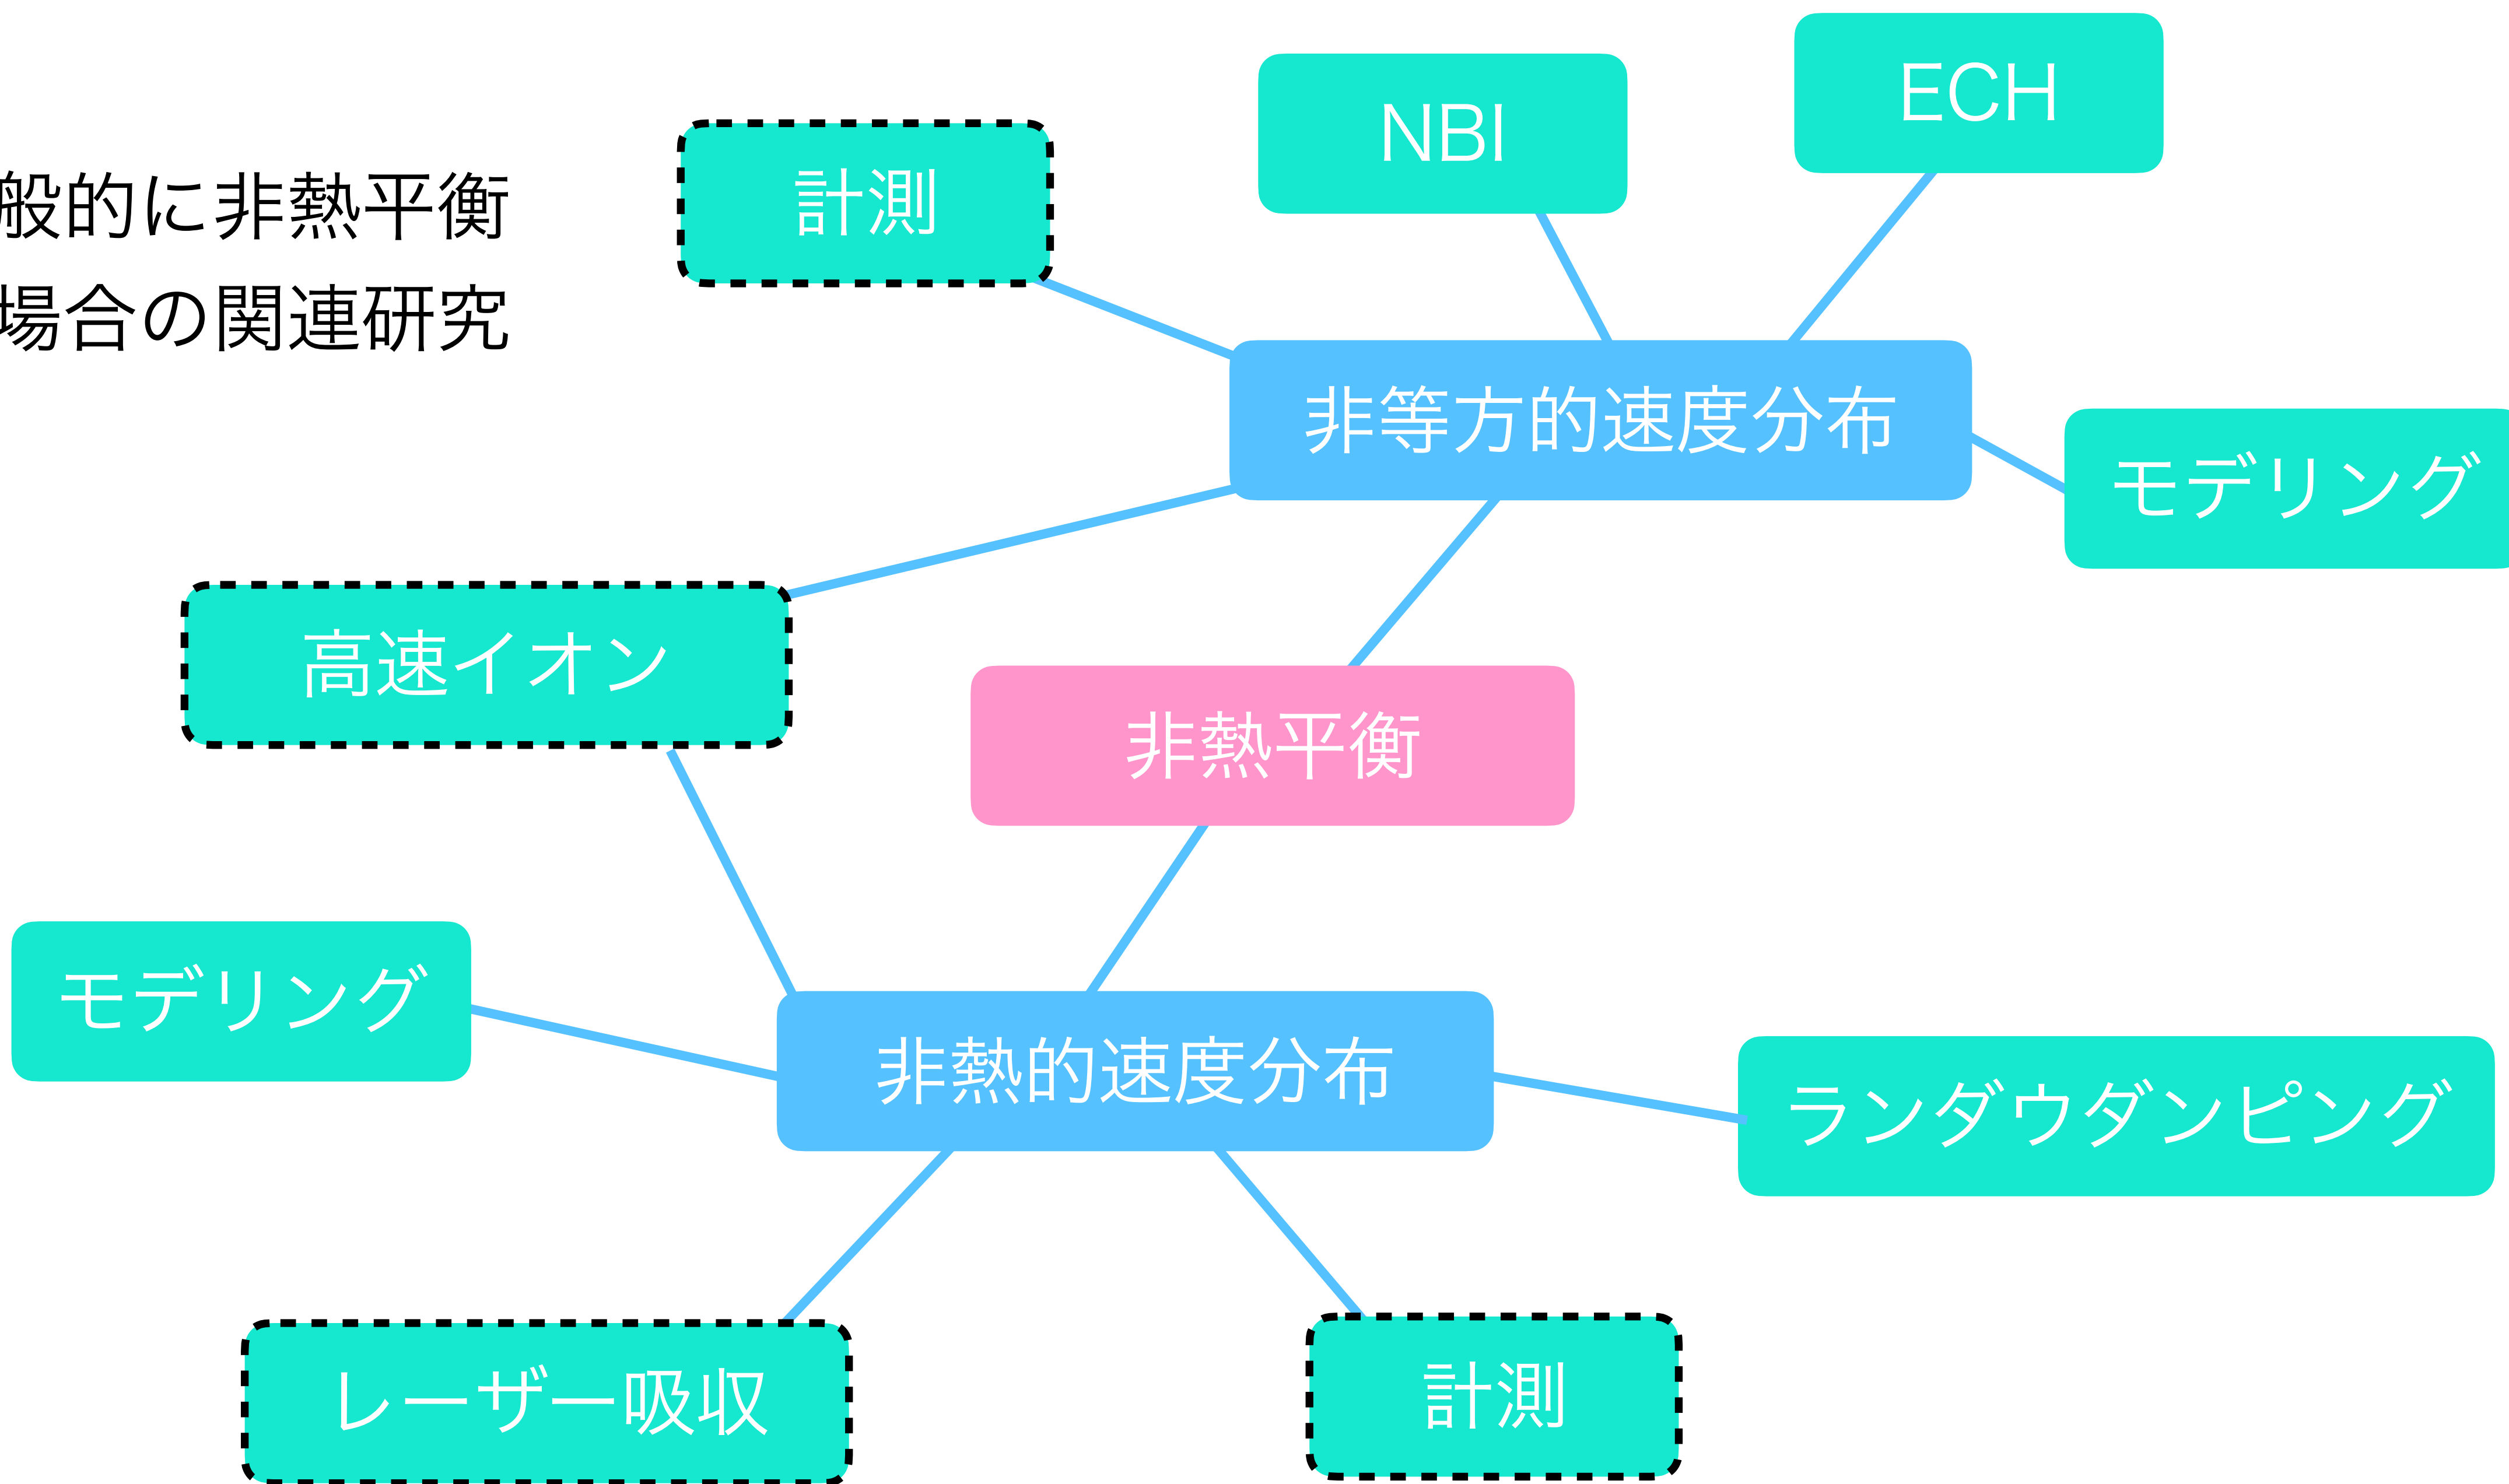 般的に非熱平衡
場合の関連研究
計測
NBI
ECH
非等方的速度分布
モデリング
高速イオン
非熱平衡
モデリング
非熱的速度分布
ランダウダンピング
レーザー吸収
計測